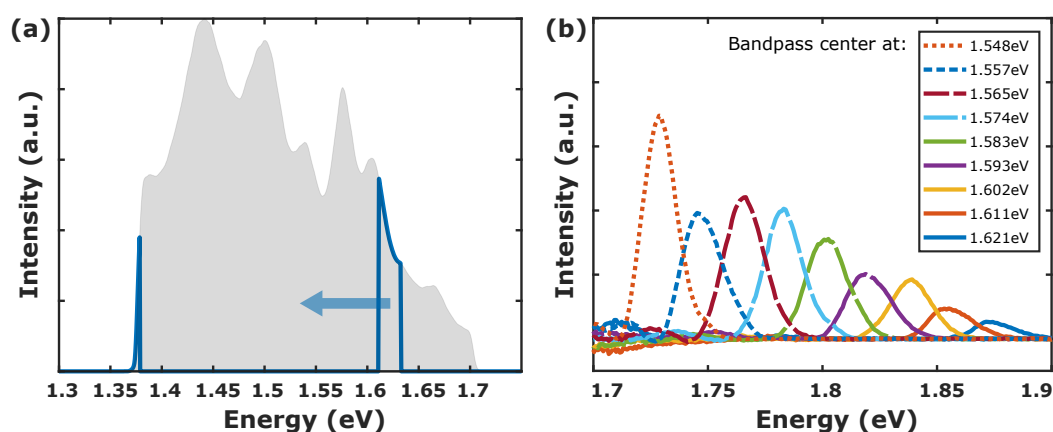 (a)
Intensity (a.u.)
1.3 1.4 1.45 1.5 1.55 1.6 1.65 1.7
Energy (eV)
(b)
Intensity (a.u.)
Bandpass center at:
1.548eV
1.557eV
1.565eV
1.574eV
1.583eV
1.593eV
1.602eV
1.611eV
1.621eV
1.7 1.75 1.8 1.85 1.9
Energy (eV)